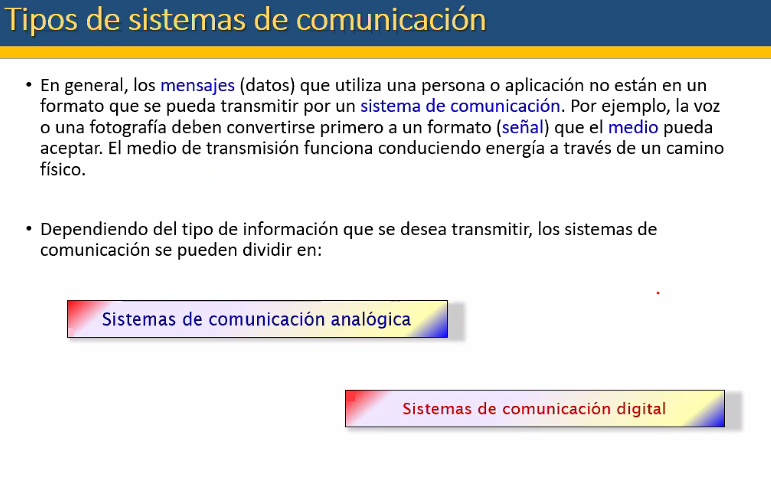 Tipos de sistemas de comunicación
• En general, los mensajes (datos) que utiliza una persona o aplicación no están en un
formato que se pueda transmitir por un sistema de comunicación. Por ejemplo, la voz
o una fotografía deben convertirse primero a un formato (señal) que el medio pueda
aceptar. El medio de transmisión funciona conduciendo energía a través de un camino
físico.
• Dependiendo del tipo de información que se desea transmitir, los sistemas de
comunicación se pueden dividir en:
Sistemas de comunicación analógica
Sistemas de comunicación digital